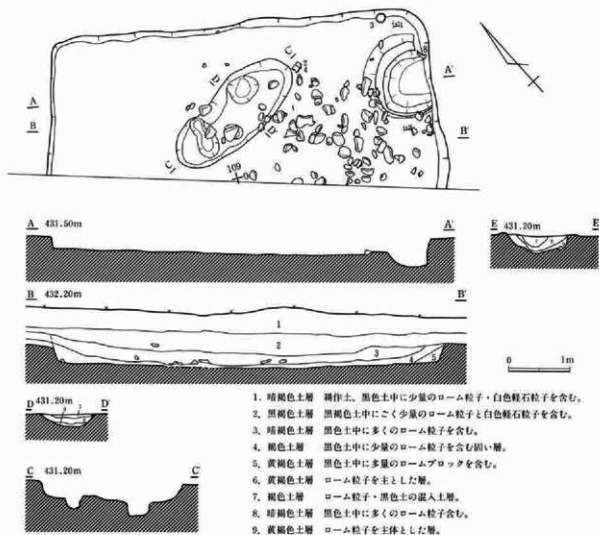 3
A
A'
B
B'
109
0
A 431.50m A'
E 431.20m E'
B 432.20m B'
1
2
3
4
5
0 1m
D 431.20m D'
C 431.20m C'
1. 暗褐色土層 耕作土、黒色土中に少量のローム粒子・白色軽石粒子を含む。
2. 黒褐色土層 黒褐色土中にごく少量のローム粒子と白色軽石粒子を含む。
3. 暗褐色土層 黒色土中に多くのローム粒子を含む。
4. 褐色土層 黒色土中に少量のローム粒子を含む固い層。
5. 黄褐色土層 黒色土中に多量のロームブロックを含む。
6. 黄褐色土層 ローム粒子を主とした層。
7. 褐色土層 ローム粒子・黒色土の混入土層。
8. 暗褐色土層 黒色土中に多くのローム粒子含む。
9. 黄褐色土層 ローム粒子を主体とした層。